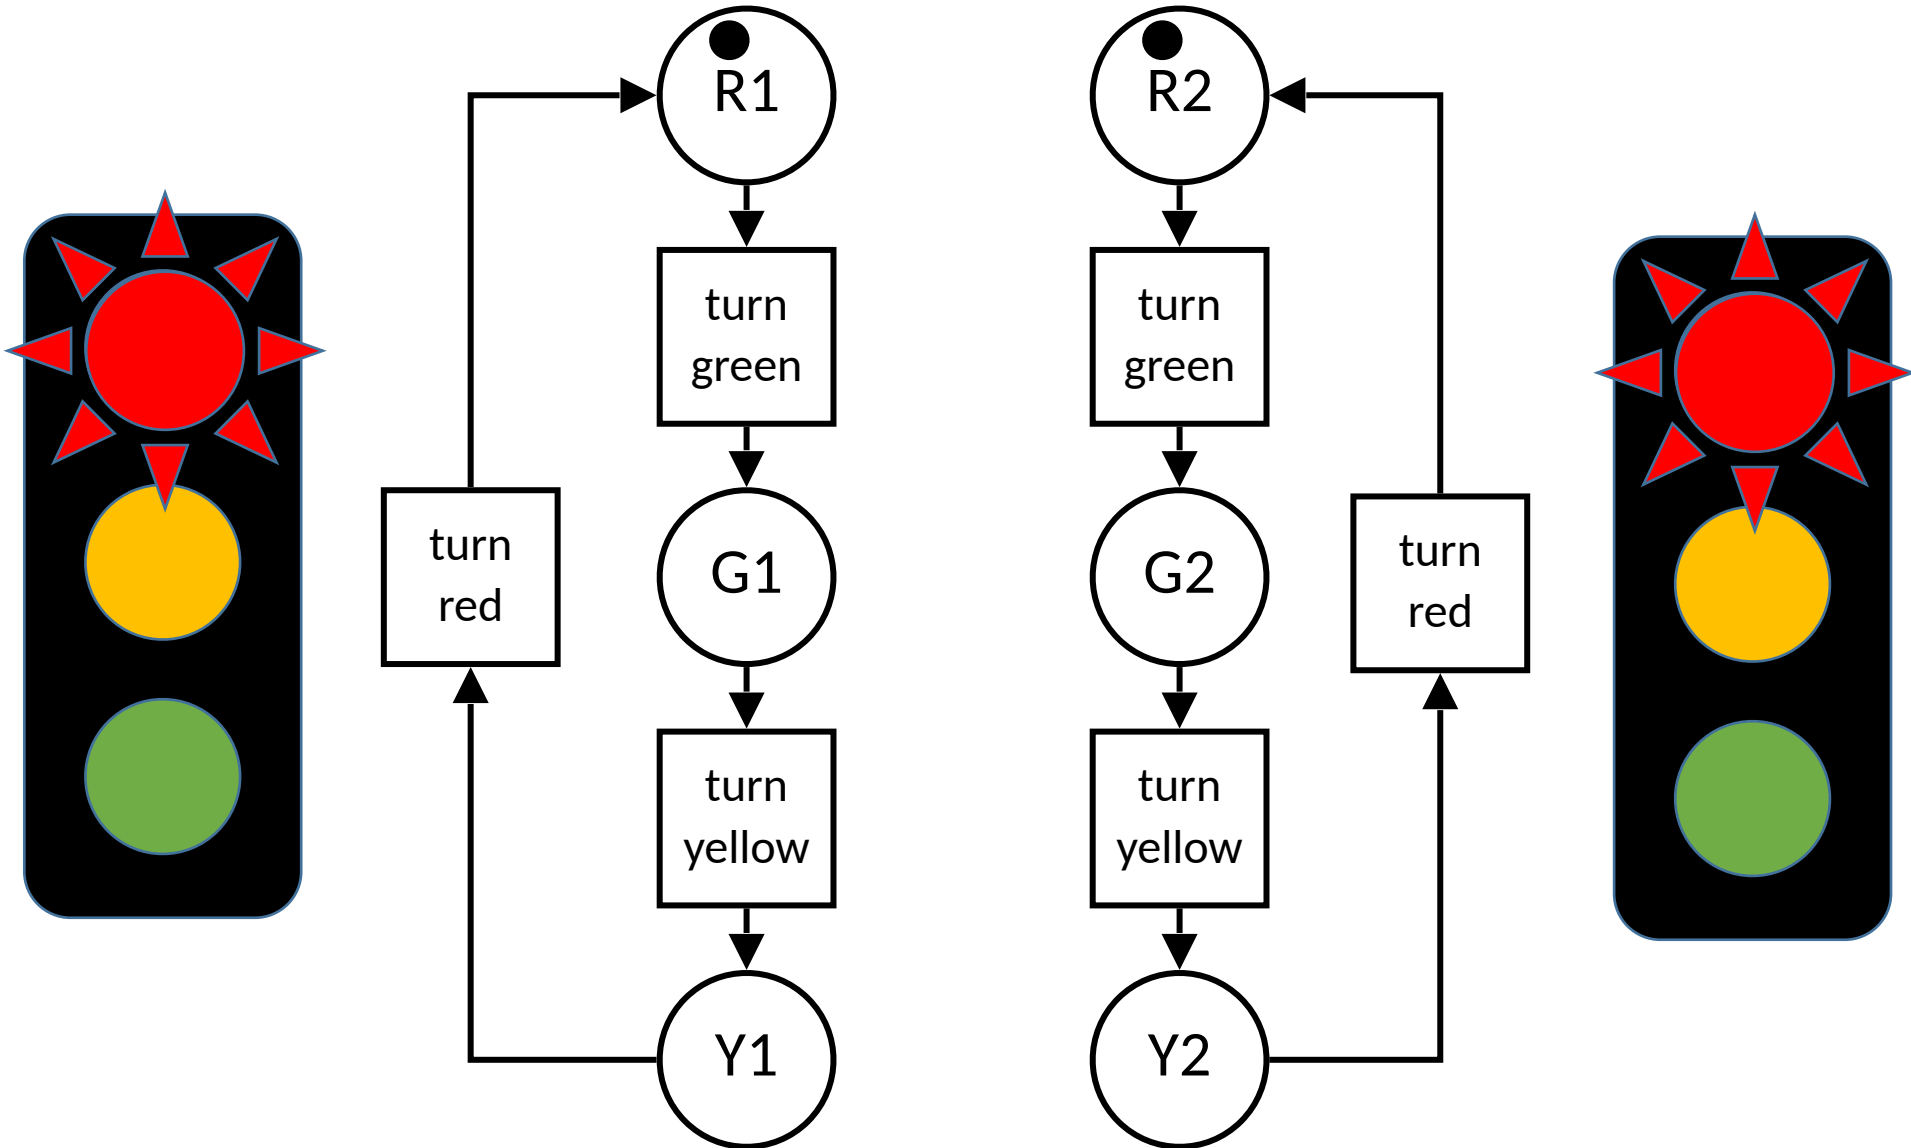 R1
R2
turn
green
turn
green
turn
red
G1
G2
turn
red
turn
yellow
turn
yellow
Y1
Y2